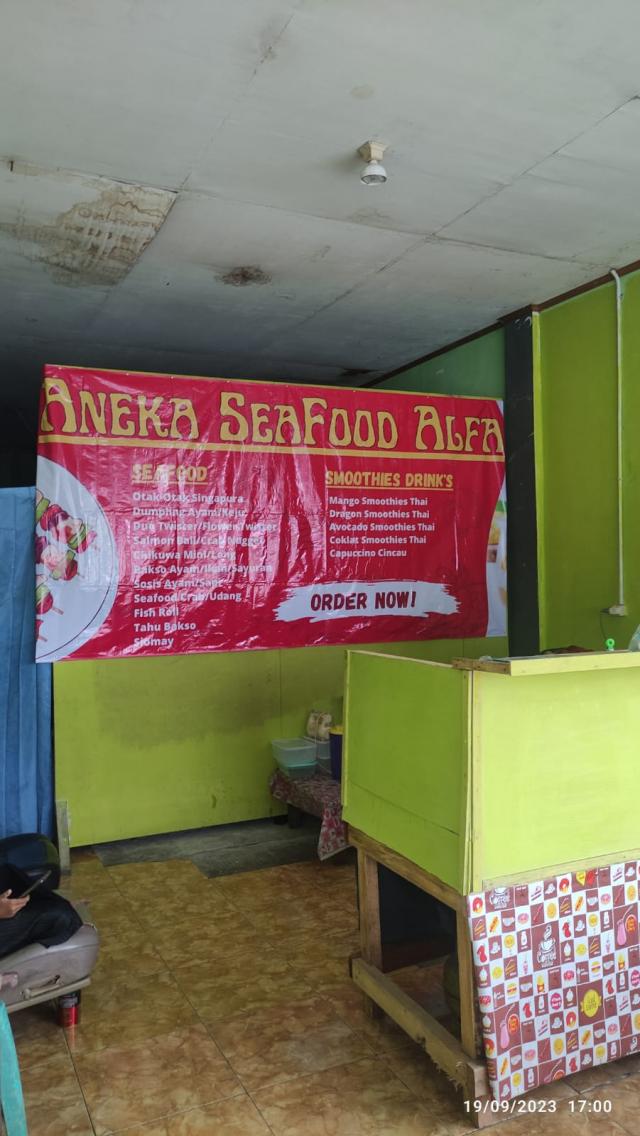 ANEKA SEAFOOD ALFA
SEAFOOD
Otak Otak Singapura
Dumpling Ayam/Keju
Duo Twister/Flower Twister
Salmon Ball/Crab Nugget
Chikuwa Mini/Long
Bakso Ayam/Ikan/Sayuran
Sosis Ayam/Sapi
Seafood Crab/Udang
Fish Roll
Tahu Bakso
Siomay
SMOOTHIES DRINK'S
Mango Smoothies Thai
Dragon Smoothies Thai
Avocado Smoothies Thai
Coklat Smoothies Thai
Capuccino Cincau
ORDER NOW!
COFFEE
19/09/2023 17:00